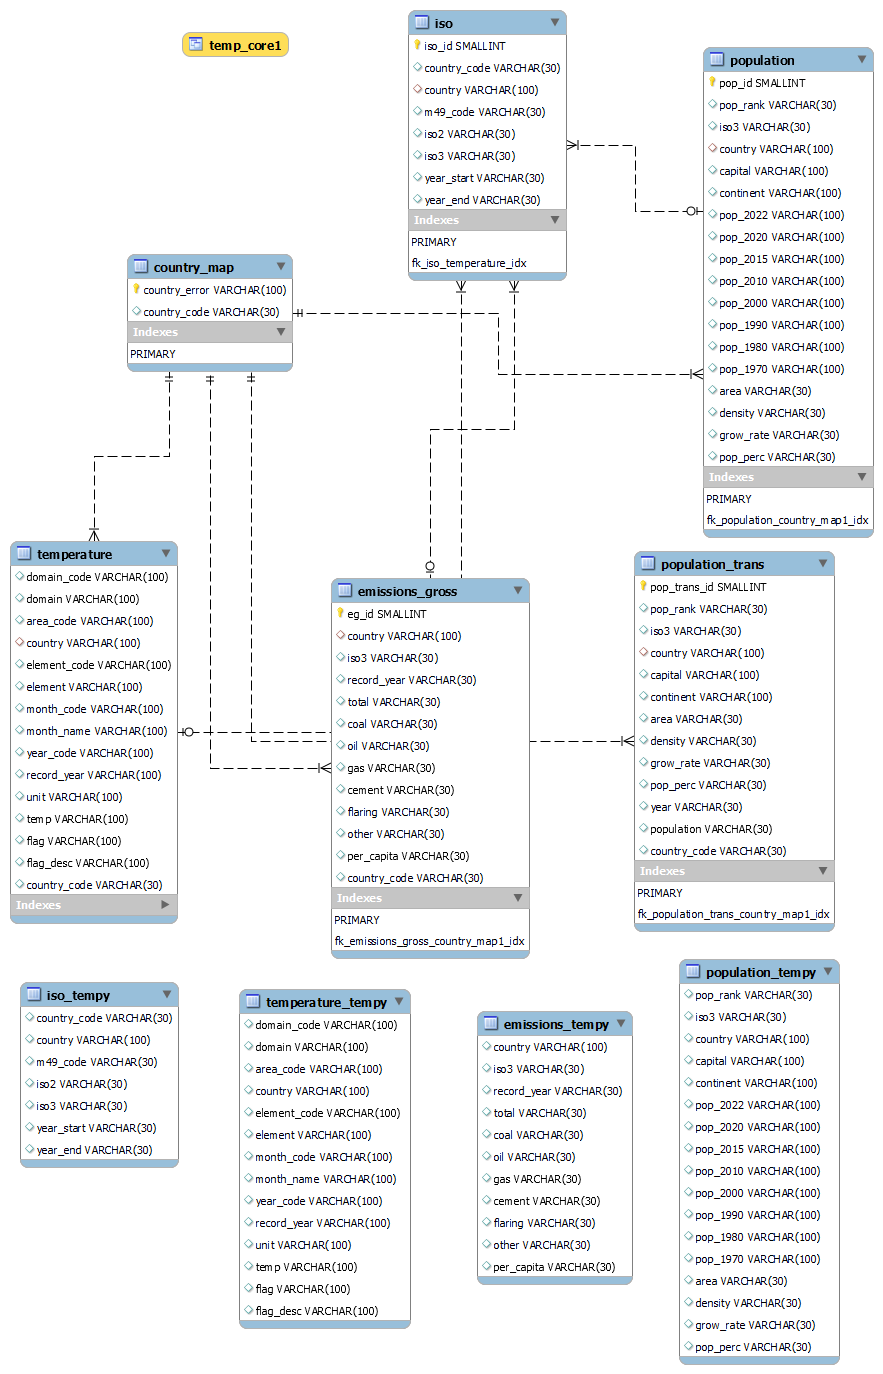 temp_core1
iso
iso_id SMALLINT
country_code VARCHAR(30)
country VARCHAR(100)
m49_code VARCHAR(30)
iso2 VARCHAR(30)
iso3 VARCHAR(30)
year_start VARCHAR(30)
year_end VARCHAR(30)
Indexes
PRIMARY
fk_iso_temperature_idx
population
pop_id SMALLINT
pop_rank VARCHAR(30)
iso3 VARCHAR(30)
country VARCHAR(100)
capital VARCHAR(100)
continent VARCHAR(100)
pop_2022 VARCHAR(100)
pop_2020 VARCHAR(100)
pop_2015 VARCHAR(100)
pop_2010 VARCHAR(100)
pop_2000 VARCHAR(100)
pop_1990 VARCHAR(100)
pop_1980 VARCHAR(100)
pop_1970 VARCHAR(100)
area VARCHAR(30)
density VARCHAR(30)
grow_rate VARCHAR(30)
pop_perc VARCHAR(30)
Indexes
PRIMARY
fk_population_country_map1_idx
country_map
country_error VARCHAR(100)
country_code VARCHAR(30)
Indexes
PRIMARY
temperature
domain_code VARCHAR(100)
domain VARCHAR(100)
area_code VARCHAR(100)
country VARCHAR(100)
element_code VARCHAR(100)
element VARCHAR(100)
month_code VARCHAR(100)
month_name VARCHAR(100)
year_code VARCHAR(100)
record_year VARCHAR(100)
unit VARCHAR(100)
temp VARCHAR(100)
flag VARCHAR(100)
flag_desc VARCHAR(100)
country_code VARCHAR(30)
Indexes
emissions_gross
eg_id SMALLINT
country VARCHAR(100)
iso3 VARCHAR(30)
record_year VARCHAR(30)
total VARCHAR(30)
coal VARCHAR(30)
oil VARCHAR(30)
gas VARCHAR(30)
cement VARCHAR(30)
flaring VARCHAR(30)
other VARCHAR(30)
per_capita VARCHAR(30)
country_code VARCHAR(30)
Indexes
PRIMARY
fk_emissions_gross_country_map1_idx
population_trans
pop_trans_id SMALLINT
pop_rank VARCHAR(30)
iso3 VARCHAR(30)
country VARCHAR(100)
capital VARCHAR(100)
continent VARCHAR(100)
area VARCHAR(30)
density VARCHAR(30)
grow_rate VARCHAR(30)
pop_perc VARCHAR(30)
year VARCHAR(30)
population VARCHAR(30)
country_code VARCHAR(30)
Indexes
PRIMARY
fk_population_trans_country_map1_idx
iso_tempy
country_code VARCHAR(30)
country VARCHAR(100)
m49_code VARCHAR(30)
iso2 VARCHAR(30)
iso3 VARCHAR(30)
year_start VARCHAR(30)
year_end VARCHAR(30)
temperature_tempy
domain_code VARCHAR(100)
domain VARCHAR(100)
area_code VARCHAR(100)
country VARCHAR(100)
element_code VARCHAR(100)
element VARCHAR(100)
month_code VARCHAR(100)
month_name VARCHAR(100)
year_code VARCHAR(100)
record_year VARCHAR(100)
unit VARCHAR(100)
temp VARCHAR(100)
flag VARCHAR(100)
flag_desc VARCHAR(100)
emissions_tempy
country VARCHAR(100)
iso3 VARCHAR(30)
record_year VARCHAR(30)
total VARCHAR(30)
coal VARCHAR(30)
oil VARCHAR(30)
gas VARCHAR(30)
cement VARCHAR(30)
flaring VARCHAR(30)
other VARCHAR(30)
per_capita VARCHAR(30)
population_tempy
pop_rank VARCHAR(30)
iso3 VARCHAR(30)
country VARCHAR(100)
capital VARCHAR(100)
continent VARCHAR(100)
pop_2022 VARCHAR(100)
pop_2020 VARCHAR(100)
pop_2015 VARCHAR(100)
pop_2010 VARCHAR(100)
pop_2000 VARCHAR(100)
pop_1990 VARCHAR(100)
pop_1980 VARCHAR(100)
pop_1970 VARCHAR(100)
area VARCHAR(30)
density VARCHAR(30)
grow_rate VARCHAR(30)
pop_perc VARCHAR(30)